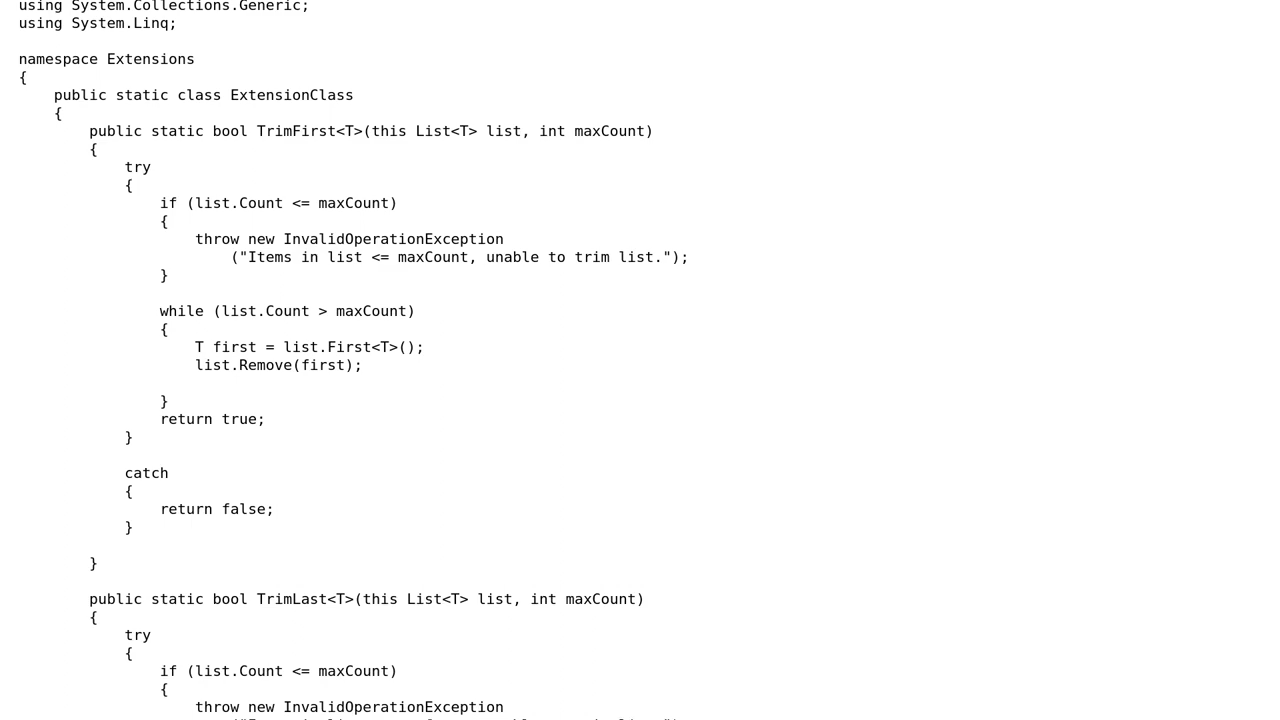 using System.Collections.Generic;
using System.Linq;

namespace Extensions
{
    public static class ExtensionClass
    {
        public static bool TrimFirst<T>(this List<T> list, int maxCount)
        {
            try
            {
                if (list.Count <= maxCount)
                {
                    throw new InvalidOperationException
                        ("Items in list <= maxCount, unable to trim list.");
                }

                while (list.Count > maxCount)
                {
                    T first = list.First<T>();
                    list.Remove(first);

                }
                return true;
            }

            catch
            {
                return false;
            }

        }

        public static bool TrimLast<T>(this List<T> list, int maxCount)
        {
            try
            {
                if (list.Count <= maxCount)
                {
                    throw new InvalidOperationException